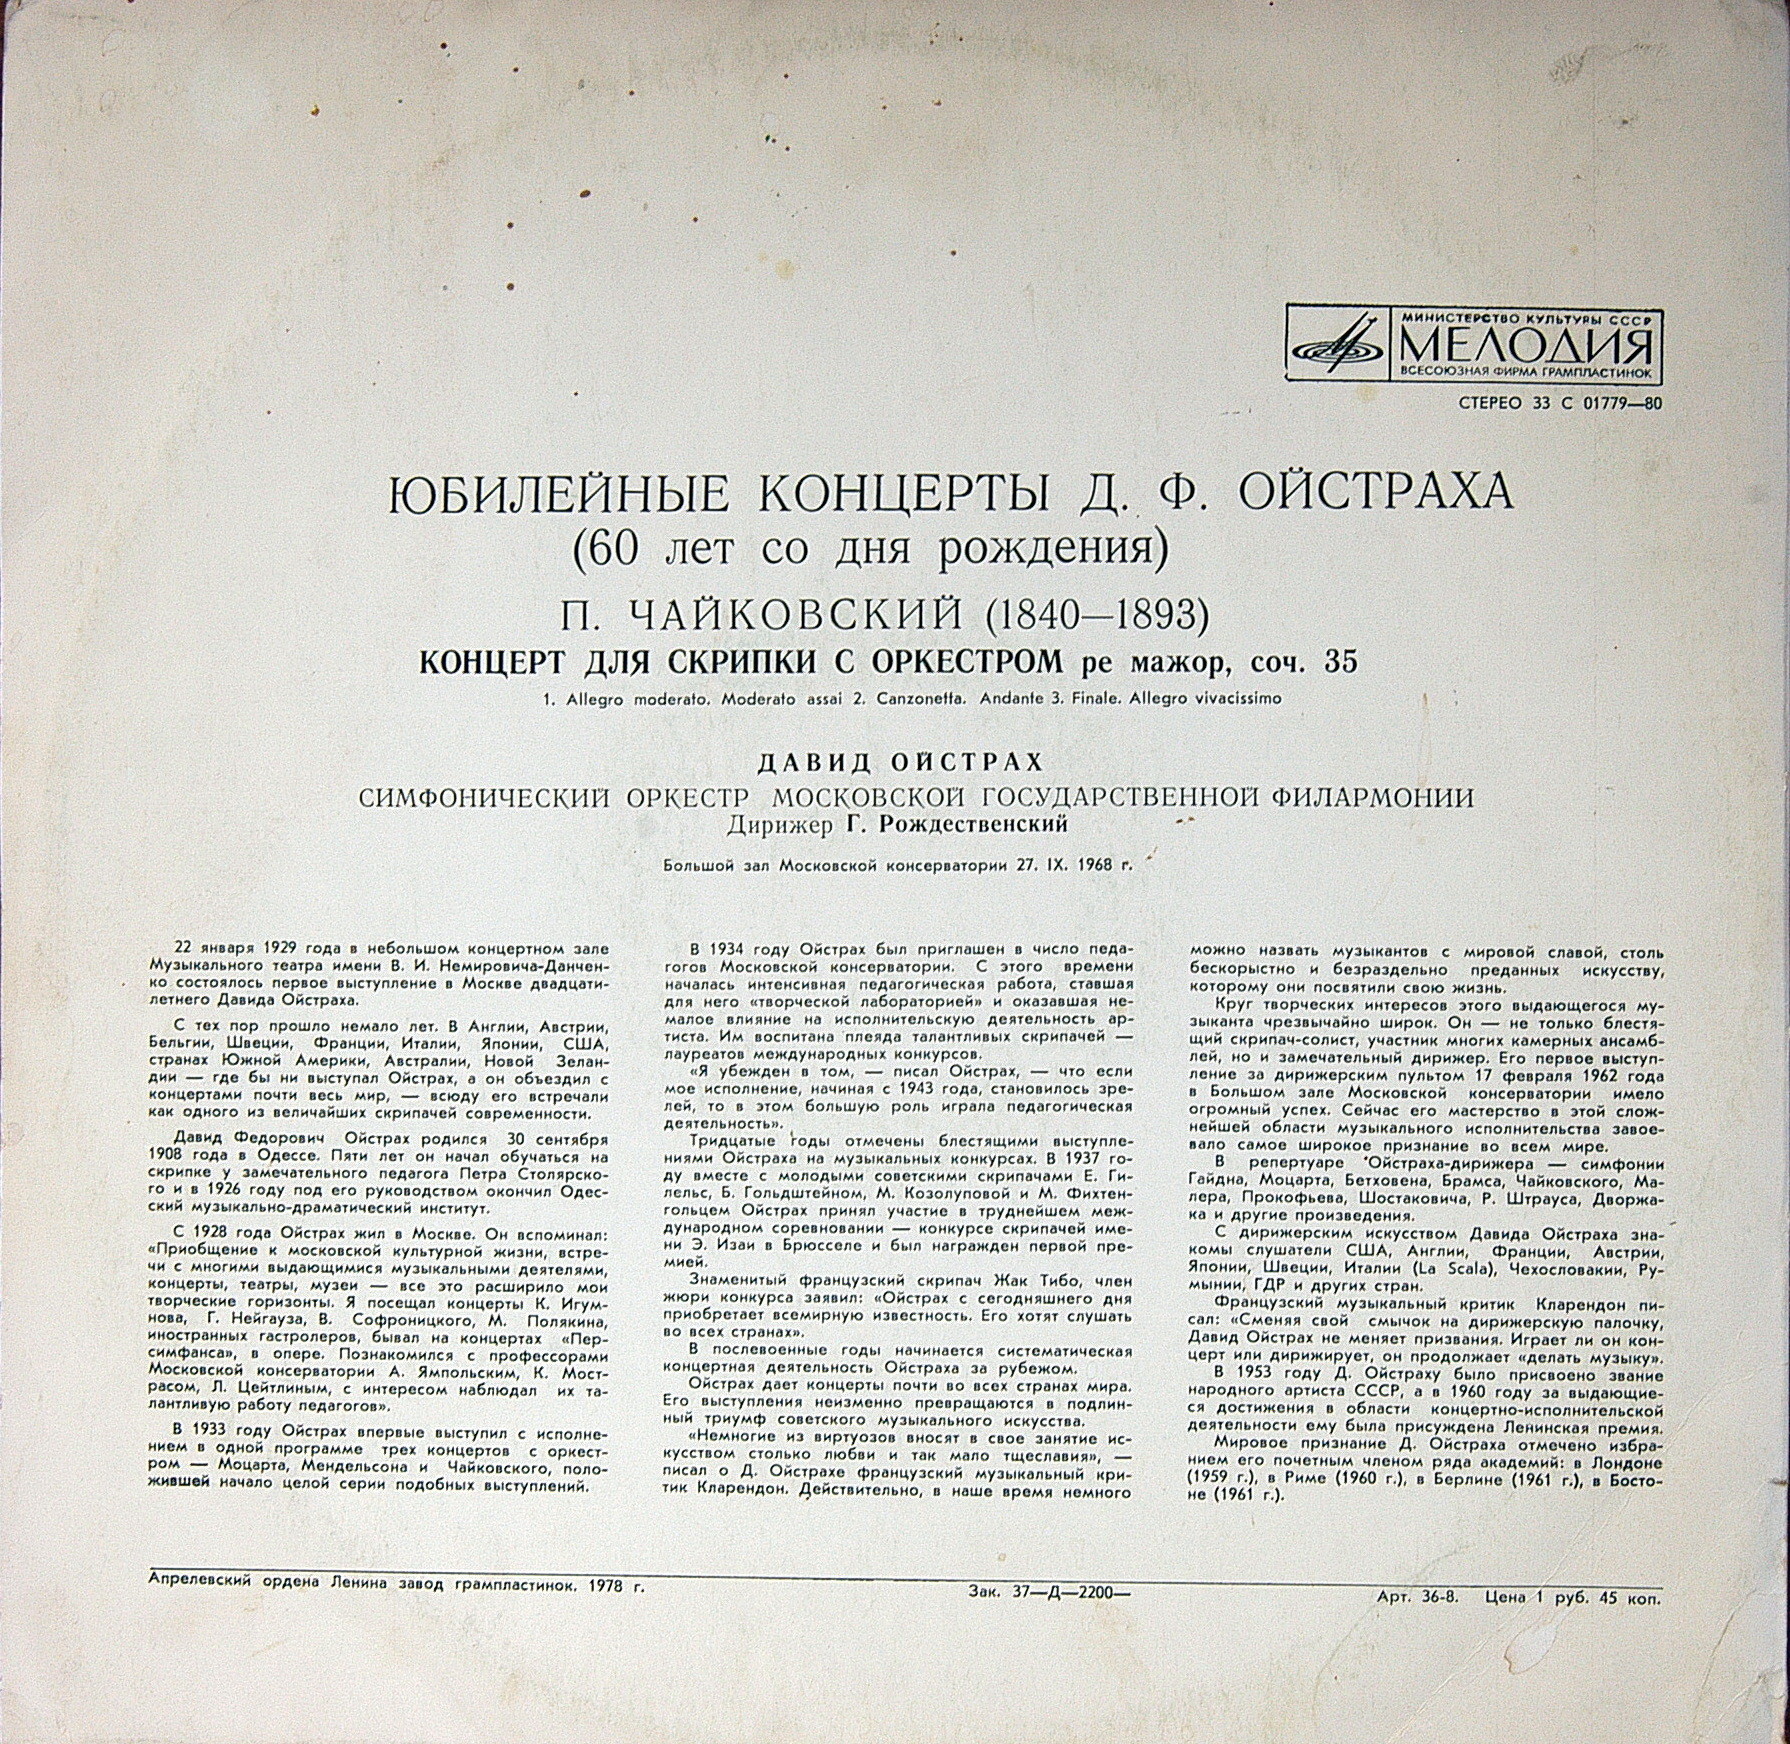 МИНИСТЕРСТВО КУЛЬТУРЫ СССР
МЕЛОДИЯ
ВСЕСОЮЗНАЯ ФИРМА ГРАМПЛАСТИНОК
СТЕРЕО 33 С 01779—80
ЮБИЛЕЙНЫЕ КОНЦЕРТЫ Д. Ф. ОЙСТРАХА
(60 лет со дня рождения)
П. ЧАЙКОВСКИЙ (1840—1893)
КОНЦЕРТ ДЛЯ СКРИПКИ С ОРКЕСТРОМ ре мажор, соч. 35
1. Allegro moderato. Moderato assai 2. Canzonetta. Andante 3. Finale. Allegro vivacissimo
ДАВИД ОЙСТРАХ
СИМФОНИЧЕСКИЙ ОРКЕСТР МОСКОВСКОЙ ГОСУДАРСТВЕННОЙ ФИЛАРМОНИИ
Дирижер Г. Рождественский
Большой зал Московской консерватории 27. IX. 1968 г.
22 января 1929 года в небольшом концертном зале
Музыкального театра имени В. И. Немировича-Данчен-
ко состоялось первое выступление в Москве двадцати-
летнего Давида Ойстраха.
С тех пор прошло немало лет. В Англии, Австрии,
Бельгии, Швеции, Франции, Италии, Японии, США,
странах Южной Америки, Австралии, Новой Зелан-
дии — где бы ни выступал Ойстрах, а он объездил с
концертами почти весь мир, — всюду его встречали
как одного из величайших скрипачей современности.
Давид Федорович Ойстрах родился 30 сентября
1908 года в Одессе. Пяти лет он начал обучаться на
скрипке у замечательного педагога Петра Столярско-
го и в 1926 году под его руководством окончил Одес-
ский музыкально-драматический институт.
С 1928 года Ойстрах жил в Москве. Он вспоминал:
«Приобщение к московской культурной жизни, встре-
чи с многими выдающимися музыкальными деятелями,
концерты, театры, музеи — все это расширило мои
творческие горизонты. Я посещал концерты К. Игум-
нова, Г. Нейгауза, В. Софроницкого, М. Полякина,
иностранных гастролеров, бывал на концертах «Пер-
симфанса», в опере. Познакомился с профессорами
Московской консерватории А. Ямпольским, К. Мост-
расом, Л. Цейтлиным, с интересом наблюдал их та-
лантливую работу педагогов».
В 1933 году Ойстрах впервые выступил с исполне-
нием в одной программе трех концертов с оркест-
ром — Моцарта, Мендельсона и Чайковского, поло-
жившей начало целой серии подобных выступлений.
В 1934 году Ойстрах был приглашен в число педа-
гогов Московской консерватории. С этого времени
началась интенсивная педагогическая работа, ставшая
для него «творческой лабораторией» и оказавшая не-
малое влияние на исполнительскую деятельность ар-
тиста. Им воспитана плеяда талантливых скрипачей —
лауреатов международных конкурсов.
«Я убежден в том, — писал Ойстрах, — что если
мое исполнение, начиная с 1943 года, становилось зре-
лей, то в этом большую роль играла педагогическая
деятельность».
Тридцатые годы отмечены блестящими выступле-
ниями Ойстраха на музыкальных конкурсах. В 1937 го-
ду вместе с молодыми советскими скрипачами Е. Ги-
лельс, Б. Гольдштейном, М. Козолуповой и М. Фихтен-
гольцем Ойстрах принял участие в труднейшем меж-
дународном соревновании — конкурсе скрипачей име-
ни Э. Изаи в Брюсселе и был награжден первой пре-
мией.
Знаменитый французский скрипач Жак Тибо, член
жюри конкурса заявил: «Ойстрах с сегодняшнего дня
приобретает всемирную известность. Его хотят слушать
во всех странах».
В послевоенные годы начинается систематическая
концертная деятельность Ойстраха за рубежом.
Ойстрах дает концерты почти во всех странах мира.
Его выступления неизменно превращаются в подлин-
ный триумф советского музыкального искусства.
«Немногие из виртуозов вносят в свое занятие ис-
кусством столько любви и так мало тщеславия», —
писал о Д. Ойстрахе французский музыкальный кри-
тик Кларендон. Действительно, в наше время немного
можно назвать музыкантов с мировой славой, столь
бескорыстно и безраздельно преданных искусству,
которому они посвятили свою жизнь.
Круг творческих интересов этого выдающегося му-
зыканта чрезвычайно широк. Он — не только блестя-
щий скрипач-солист, участник многих камерных ансамб-
лей, но и замечательный дирижер. Его первое выступ-
ление за дирижерским пультом 17 февраля 1962 года
в Большом зале Московской консерватории имело
огромный успех. Сейчас его мастерство в этой слож-
нейшей области музыкального исполнительства завое-
вало самое широкое признание во всем мире.
В репертуаре Ойстраха-дирижера — симфонии
Гайдна, Моцарта, Бетховена, Брамса, Чайковского, Ма-
лера, Прокофьева, Шостаковича, Р. Штрауса, Дворжа-
ка и другие произведения.
С дирижерским искусством Давида Ойстраха зна-
комы слушатели США, Англии, Франции, Австрии,
Японии, Швеции, Италии (La Scala), Чехословакии, Ру-
мынии, ГДР и других стран.
Французский музыкальный критик Кларендон пи-
сал: «Сменяя свой смычок на дирижерскую палочку,
Давид Ойстрах не меняет призвания. Играет ли он кон-
церт или дирижирует, он продолжает «делать музыку».
В 1953 году Д. Ойстраху было присвоено звание
народного артиста СССР, а в 1960 году за выдающие-
ся достижения в области концертно-исполнительской
деятельности ему была присуждена Ленинская премия.
Мировое признание Д. Ойстраха отмечено избра-
нием его почетным членом ряда академий: в Лондоне
(1959 г.), в Риме (1960 г.), в Берлине (1961 г.), в Босто-
не (1961 г.).
Апрелевский ордена Ленина завод грампластинок. 1978 г.
Зак. 37—Д—2200—
Арт. 36-8. Цена 1 руб. 45 коп.